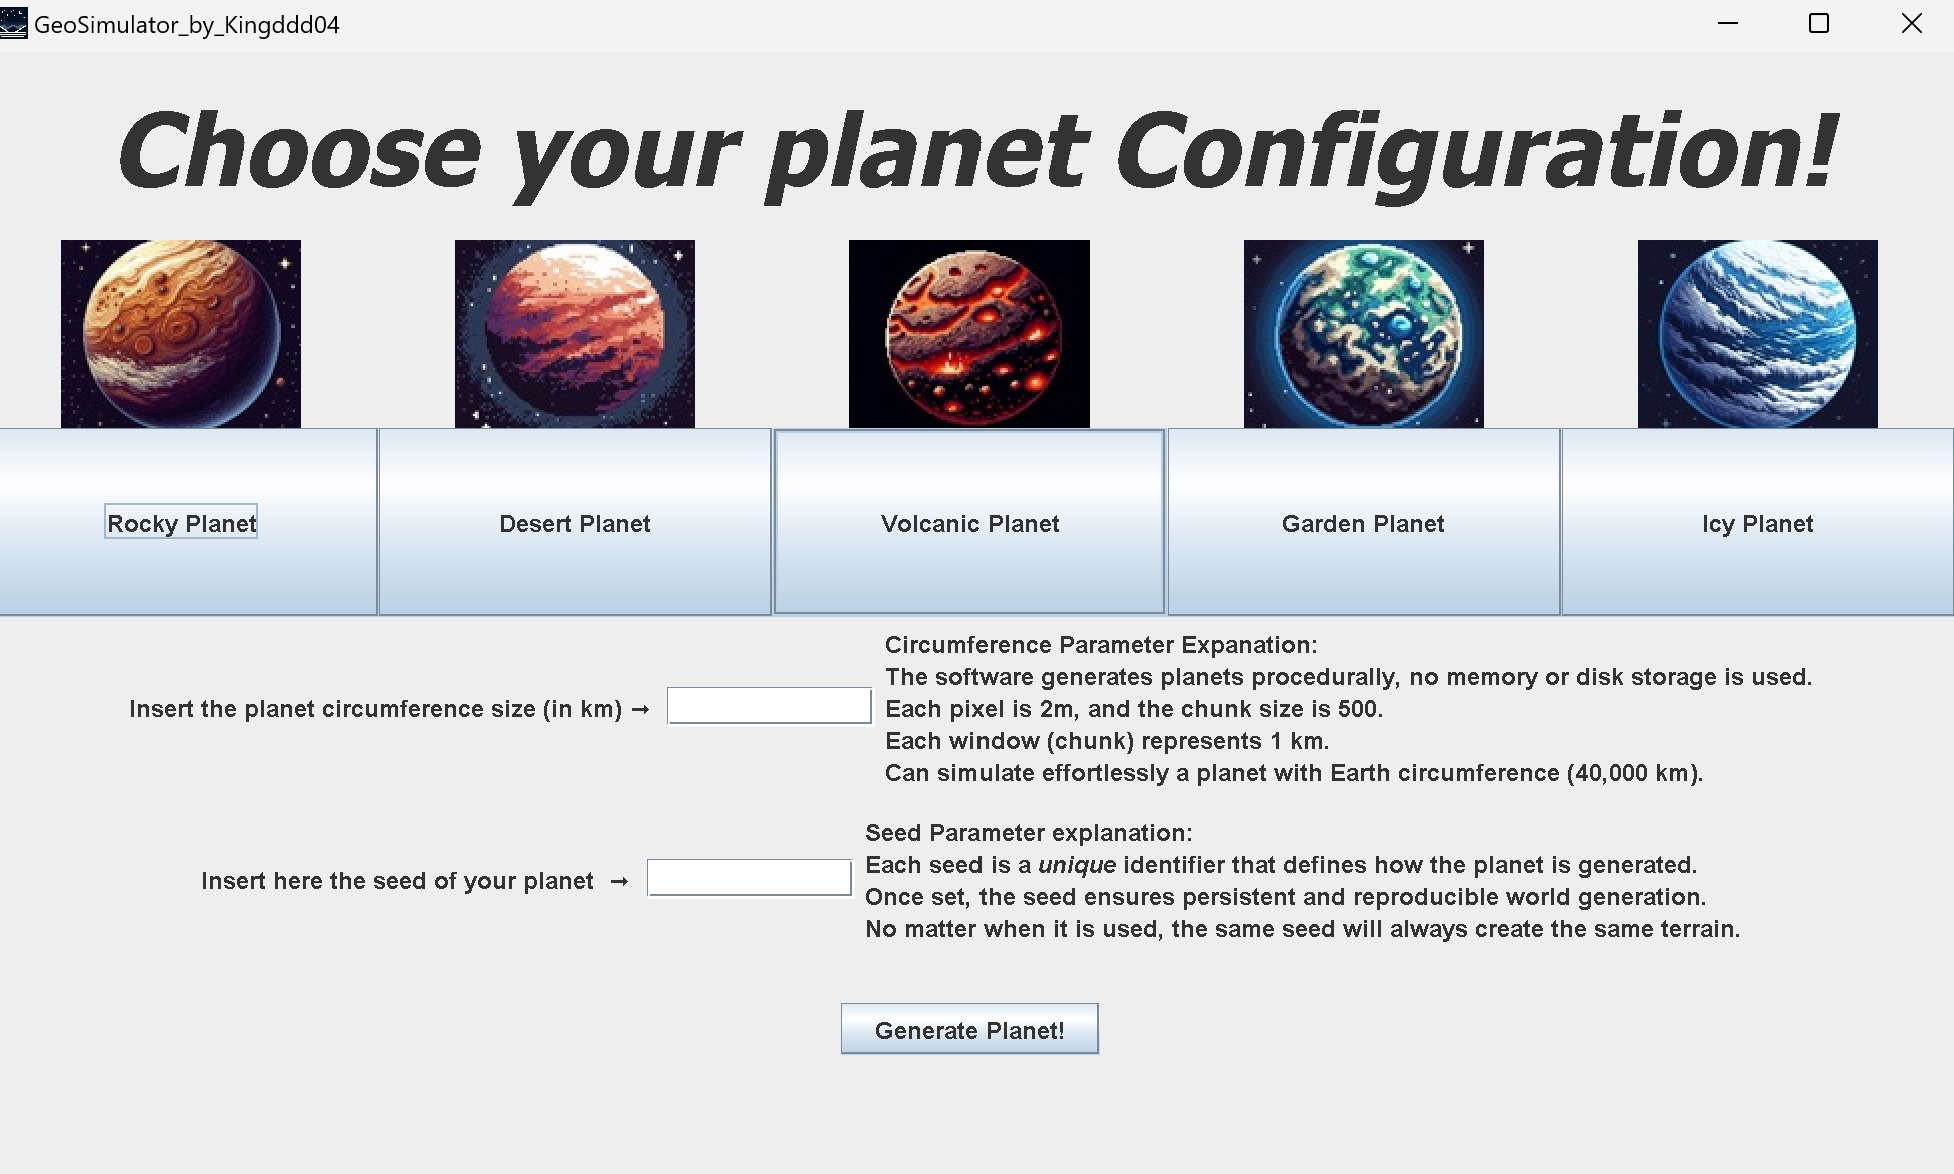 GeoSimulator_by_Kingddd04
Choose your planet Configuration!
Rocky Planet
Desert Planet
Volcanic Planet
Garden Planet
Icy Planet
Insert the planet circumference size (in km) →
Circumference Parameter Expanation:
The software generates planets procedurally, no memory or disk storage is used.
Each pixel is 2m, and the chunk size is 500.
Each window (chunk) represents 1 km.
Can simulate effortlessly a planet with Earth circumference (40,000 km).
Insert here the seed of your planet →
Seed Parameter explanation:
Each seed is a unique identifier that defines how the planet is generated.
Once set, the seed ensures persistent and reproducible world generation.
No matter when it is used, the same seed will always create the same terrain.
Generate Planet!